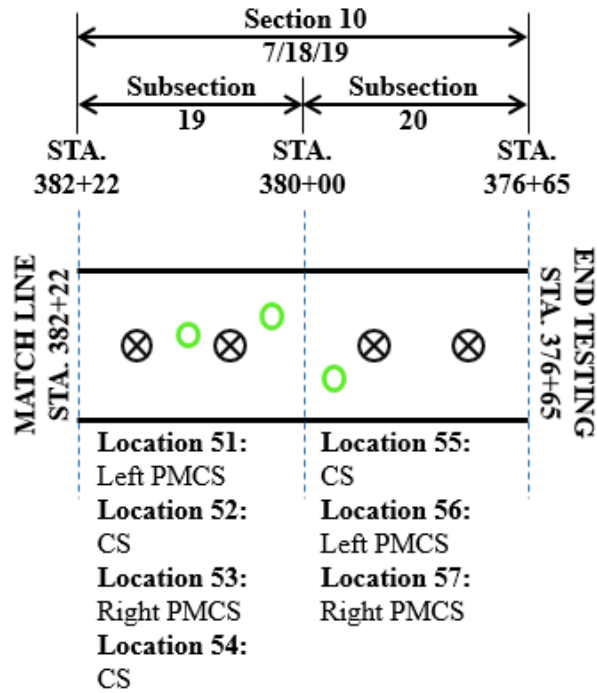 Section 10
7/18/19
Subsection
19
Subsection
20
STA.
382+22
STA.
380+00
STA.
376+65
MATCH LINE
STA. 382+22
END TESTING
STA. 376+65
Location 51:
Left PMCS
Location 52:
CS
Location 53:
Right PMCS
Location 54:
CS
Location 55:
CS
Location 56:
Left PMCS
Location 57:
Right PMCS